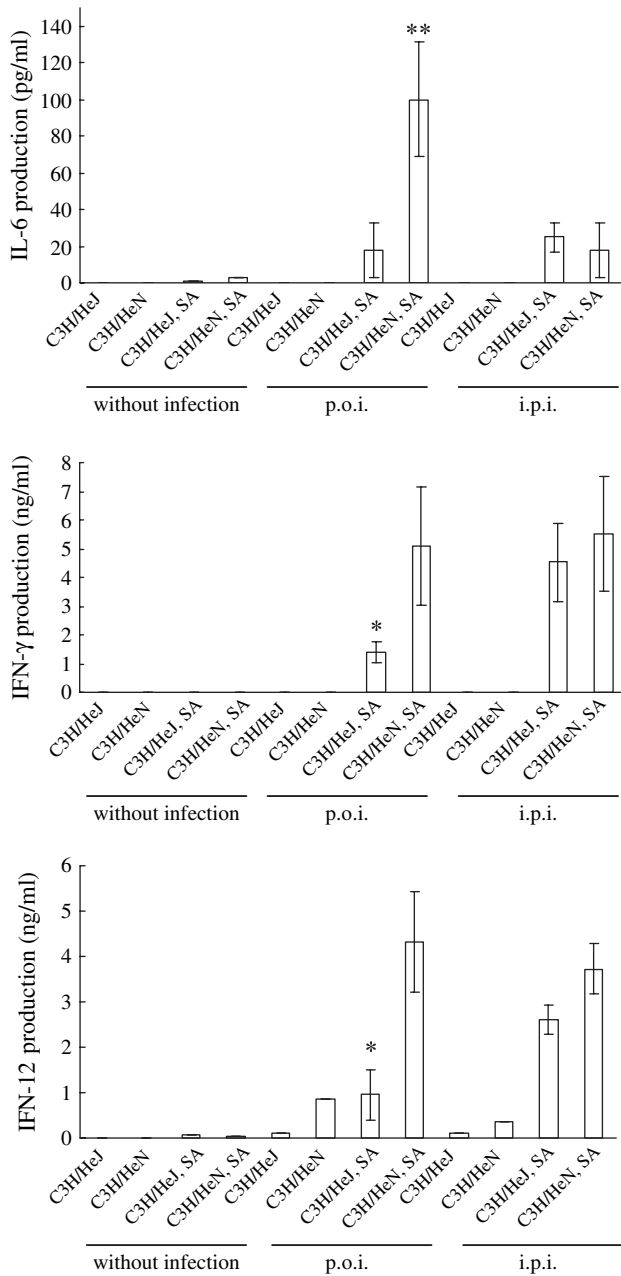 IL-6 production (pg/ml)
140
120
100
80
60
40
20
0
**
C3H/HeJ
C3H/HeN
C3H/HeJ, SA
C3H/HeN, SA
C3H/HeJ
C3H/HeN
C3H/HeJ, SA
C3H/HeN, SA
C3H/HeJ
C3H/HeN
C3H/HeJ, SA
C3H/HeN, SA
without infection
p.o.i.
i.p.i.
IFN-γ production (ng/ml)
8
7
6
5
4
3
2
1
0
*
C3H/HeJ
C3H/HeN
C3H/HeJ, SA
C3H/HeN, SA
C3H/HeJ
C3H/HeN
C3H/HeJ, SA
C3H/HeN, SA
C3H/HeJ
C3H/HeN
C3H/HeJ, SA
C3H/HeN, SA
without infection
p.o.i.
i.p.i.
IFN-12 production (ng/ml)
6
5
4
3
2
1
0
*
C3H/HeJ
C3H/HeN
C3H/HeJ, SA
C3H/HeN, SA
C3H/HeJ
C3H/HeN
C3H/HeJ, SA
C3H/HeN, SA
C3H/HeJ
C3H/HeN
C3H/HeJ, SA
C3H/HeN, SA
without infection
p.o.i.
i.p.i.